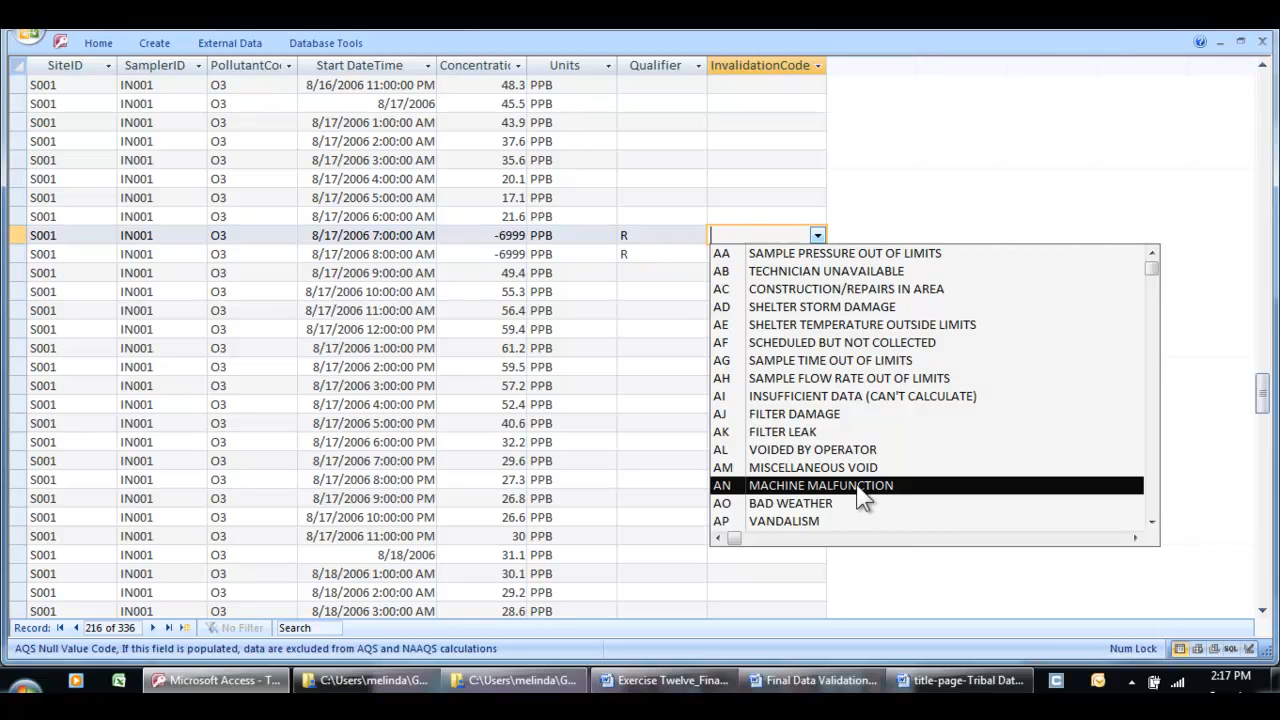 Home Create External Data Database Tools
SiteID SamplerID PollutantCo Start DateTime Concentratio Units Qualifier InvalidationCode
S001 IN001 O3 8/16/2006 11:00:00 PM 48.3 PPB
S001 IN001 O3 8/17/2006 45.5 PPB
S001 IN001 O3 8/17/2006 1:00:00 AM 43.9 PPB
S001 IN001 O3 8/17/2006 2:00:00 AM 37.6 PPB
S001 IN001 O3 8/17/2006 3:00:00 AM 35.6 PPB
S001 IN001 O3 8/17/2006 4:00:00 AM 20.1 PPB
S001 IN001 O3 8/17/2006 5:00:00 AM 17.1 PPB
S001 IN001 O3 8/17/2006 6:00:00 AM 21.6 PPB
S001 IN001 O3 8/17/2006 7:00:00 AM -6999 PPB R
S001 IN001 O3 8/17/2006 8:00:00 AM -6999 PPB R
S001 IN001 O3 8/17/2006 9:00:00 AM 49.4 PPB
S001 IN001 O3 8/17/2006 10:00:00 AM 55.3 PPB
S001 IN001 O3 8/17/2006 11:00:00 AM 56.4 PPB
S001 IN001 O3 8/17/2006 12:00:00 PM 59.4 PPB
S001 IN001 O3 8/17/2006 1:00:00 PM 61.2 PPB
S001 IN001 O3 8/17/2006 2:00:00 PM 59.5 PPB
S001 IN001 O3 8/17/2006 3:00:00 PM 57.2 PPB
S001 IN001 O3 8/17/2006 4:00:00 PM 52.4 PPB
S001 IN001 O3 8/17/2006 5:00:00 PM 40.6 PPB
S001 IN001 O3 8/17/2006 6:00:00 PM 32.2 PPB
S001 IN001 O3 8/17/2006 7:00:00 PM 29.6 PPB
S001 IN001 O3 8/17/2006 8:00:00 PM 27.3 PPB
S001 IN001 O3 8/17/2006 9:00:00 PM 26.8 PPB
S001 IN001 O3 8/17/2006 10:00:00 PM 26.6 PPB
S001 IN001 O3 8/17/2006 11:00:00 PM 30 PPB
S001 IN001 O3 8/18/2006 31.1 PPB
S001 IN001 O3 8/18/2006 1:00:00 AM 30.1 PPB
S001 IN001 O3 8/18/2006 2:00:00 AM 29.2 PPB
S001 IN001 O3 8/18/2006 3:00:00 AM 28.6 PPB
AA SAMPLE PRESSURE OUT OF LIMITS
AB TECHNICIAN UNAVAILABLE
AC CONSTRUCTION/REPAIRS IN AREA
AD SHELTER STORM DAMAGE
AE SHELTER TEMPERATURE OUTSIDE LIMITS
AF SCHEDULED BUT NOT COLLECTED
AG SAMPLE TIME OUT OF LIMITS
AH SAMPLE FLOW RATE OUT OF LIMITS
AI INSUFFICIENT DATA (CAN'T CALCULATE)
AJ FILTER DAMAGE
AK FILTER LEAK
AL VOIDED BY OPERATOR
AM MISCELLANEOUS VOID
AN MACHINE MALFUNCTION
AO BAD WEATHER
AP VANDALISM
Record: 216 of 336 No Filter Search
AQS Null Value Code, If this field is populated, data are excluded from AQS and NAAQS calculations Num Lock SQL
Microsoft Access - T... C:\Users\melinda\G... C:\Users\melinda\G... Exercise Twelve_Fina... Final Data Validation... title-page-Tribal Dat... 2:17 PM